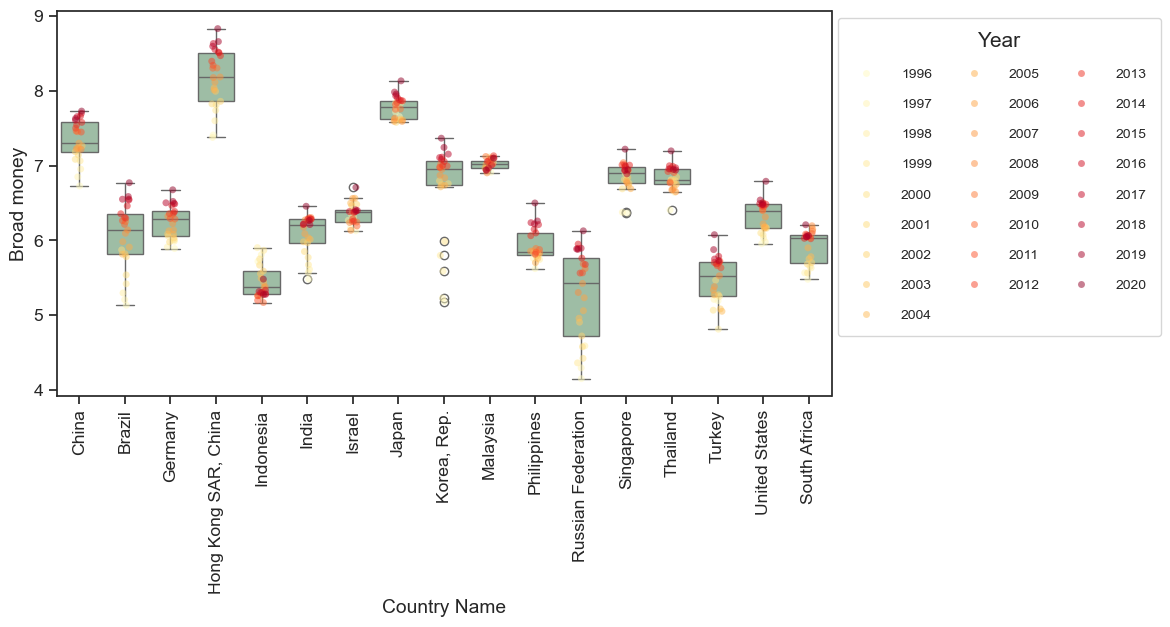 9
8
7
6
5
4
Broad money
China
Brazil
Germany
Hong Kong SAR, China
Indonesia
India
Israel
Japan
Korea, Rep.
Malaysia
Philippines
Russian Federation
Singapore
Thailand
Turkey
United States
South Africa
Country Name
Year
1996
1997
1998
1999
2000
2001
2002
2003
2004
2005
2006
2007
2008
2009
2010
2011
2012
2013
2014
2015
2016
2017
2018
2019
2020